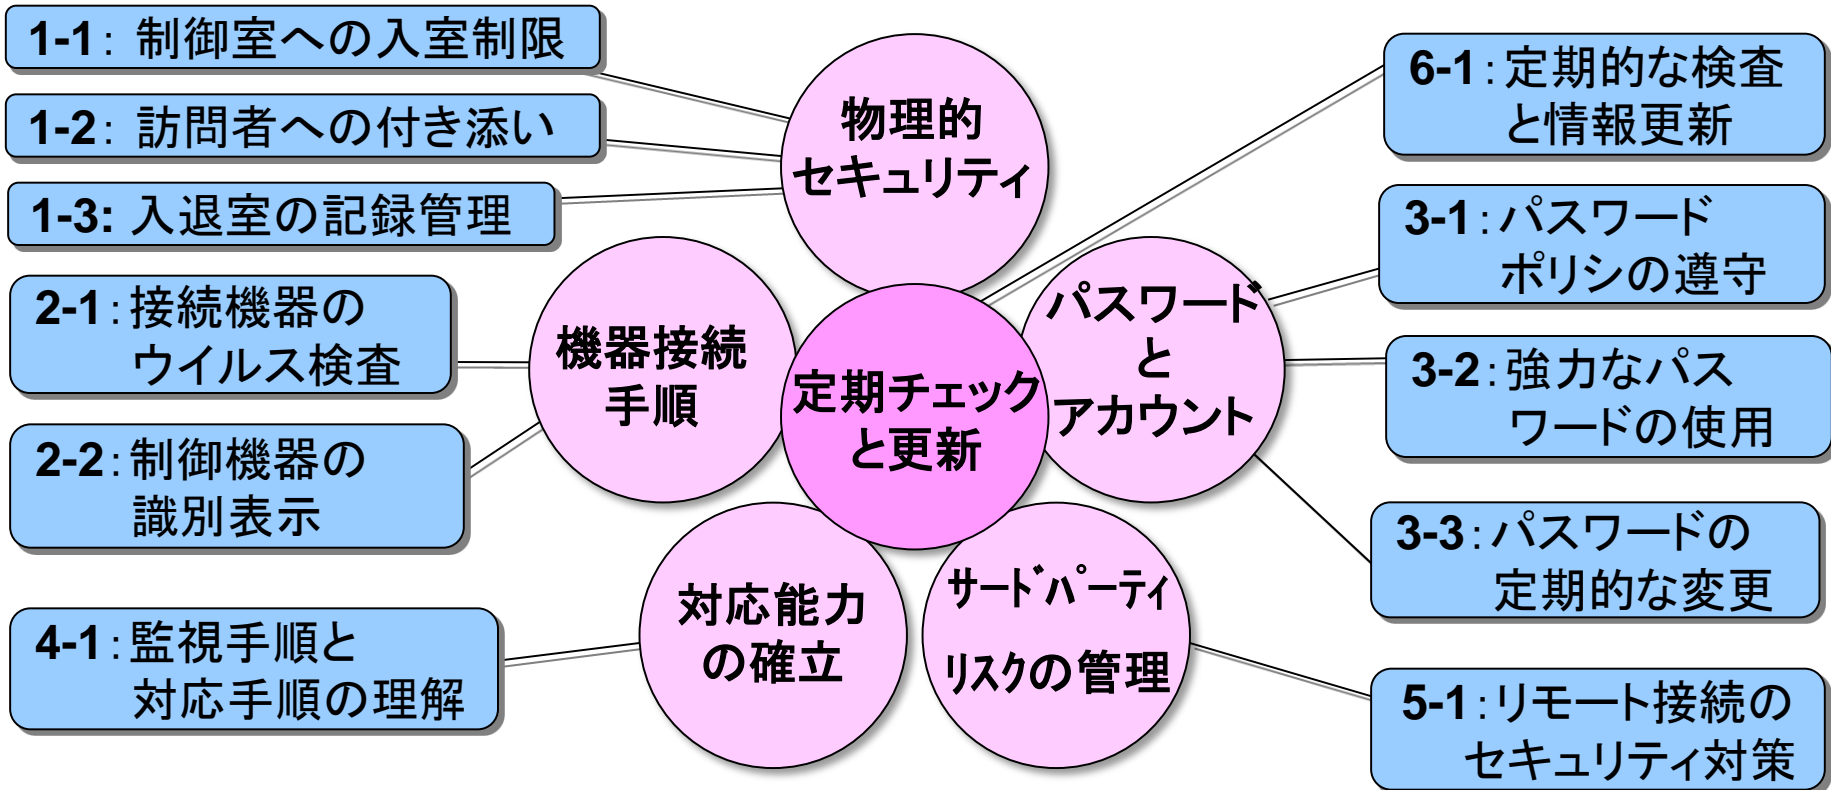 1-1： 制御室への入室制限
1-2： 訪問者への付き添い
1-3: 入退室の記録管理
2-1：接続機器の
ウイルス検査
2-2：制御機器の
識別表示
4-1：監視手順と
対応手順の理解
物理的
セキュリティ
機器接続
手順
定期チェック
と更新
パスワード
と
アカウント
対応能力
の確立
サードパーティ
リスクの管理
6-1：定期的な検査
と情報更新
3-1：パスワード
ポリシの遵守
3-2：強力なパス
ワードの使用
3-3：パスワードの
定期的な変更
5-1：リモート接続の
セキュリティ対策